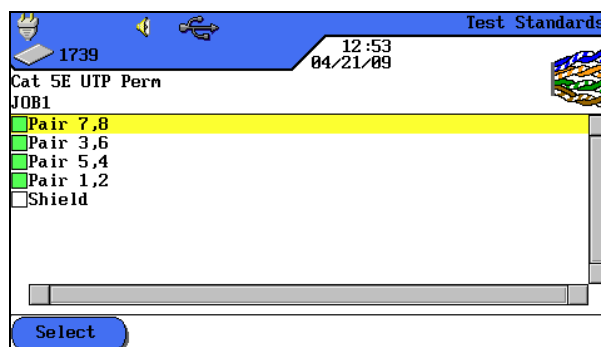 Test Standards
1739
12:53
04/21/09
Cat 5E UTP Perm
JOB1
Pair 7,8
Pair 3,6
Pair 5,4
Pair 1,2
Shield
Select